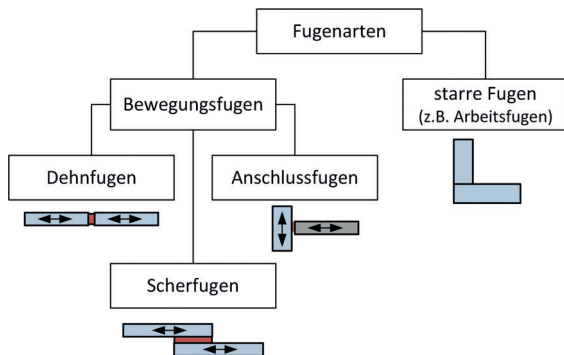 Fugenarten
Bewegungsfugen
starre Fugen
(z.B. Arbeitsfugen)
Dehnfugen
Anschlussfugen
Scherfugen